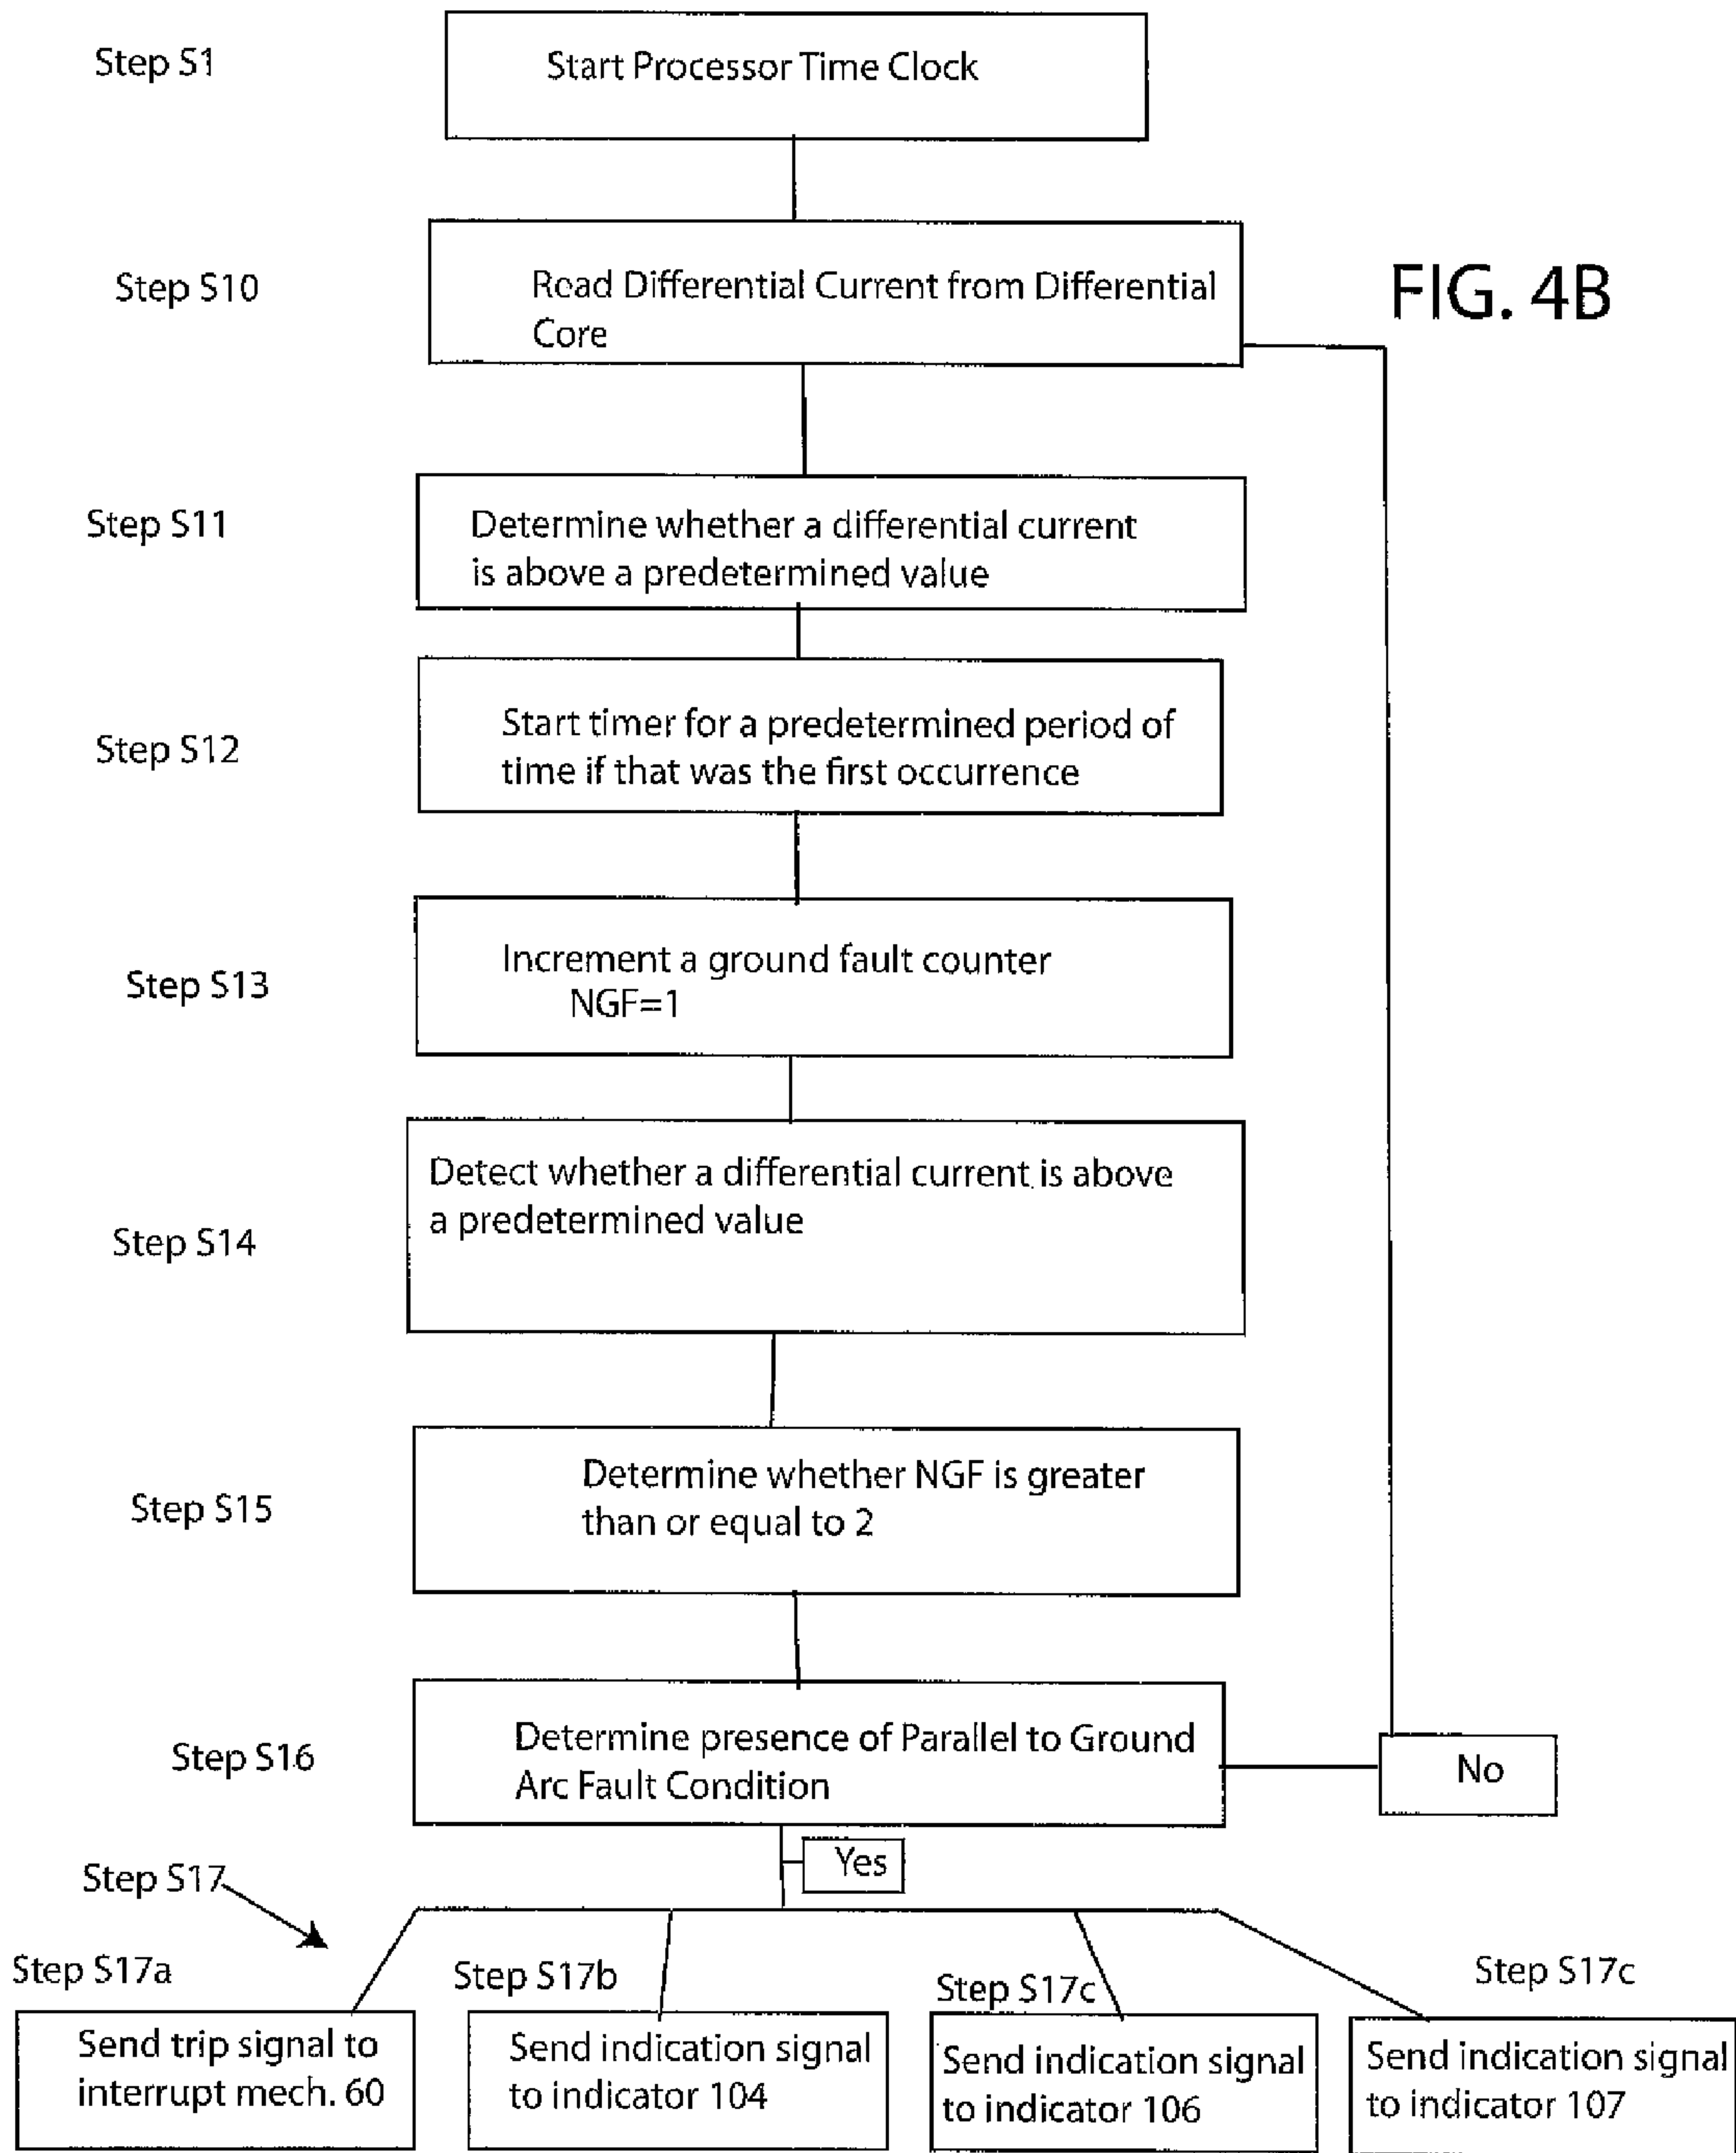 Step S1
Start Processor Time Clock
Step S10
Read Differential Current from Differential
Core
FIG. 4B
Step S11
Determine whether a differential current
is above a predetermined value
Step S12
Start timer for a predetermined period of
time if that was the first occurrence
Step S13
Increment a ground fault counter
NGF=1
Step S14
Detect whether a differential current is above
a predetermined value
Step S15
Determine whether NGF is greater
than or equal to 2
Step S16
Determine presence of Parallel to Ground
Arc Fault Condition
No
Yes
Step S17
Step S17a
Send trip signal to
interrupt mech. 60
Step S17b
Send indication signal
to indicator 104
Step S17c
Send indication signal
to indicator 106
Step S17c
Send indication signal
to indicator 107